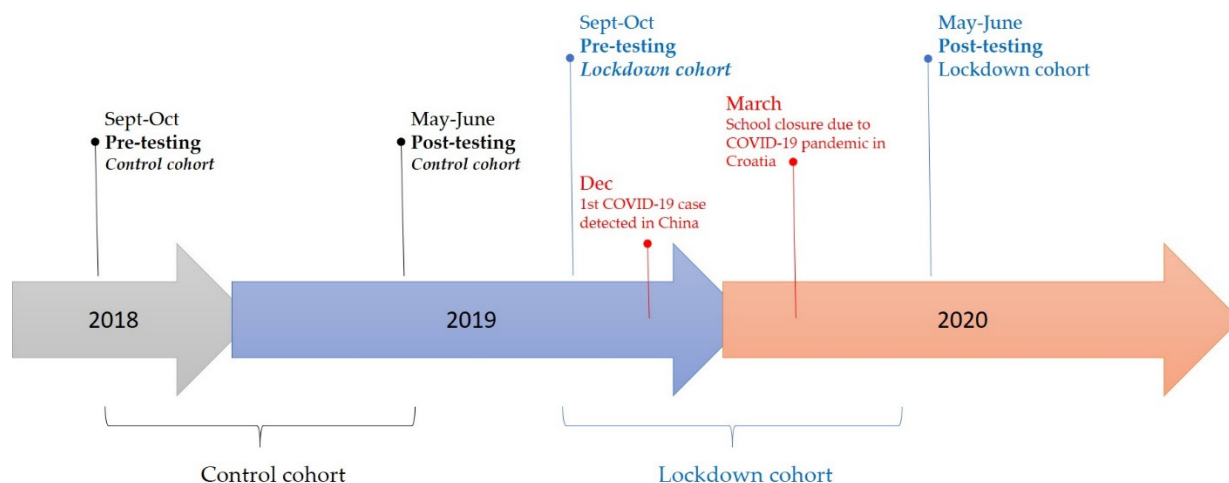 Sept-Oct
Pre-testing
Control cohort
May-June
Post-testing
Control cohort
Sept-Oct
Pre-testing
Lockdown cohort
Dec
1st COVID-19 case
detected in China
March
School closure due to
COVID-19 pandemic in
Croatia
May-June
Post-testing
Lockdown cohort
2018
2019
2020
Control cohort
Lockdown cohort